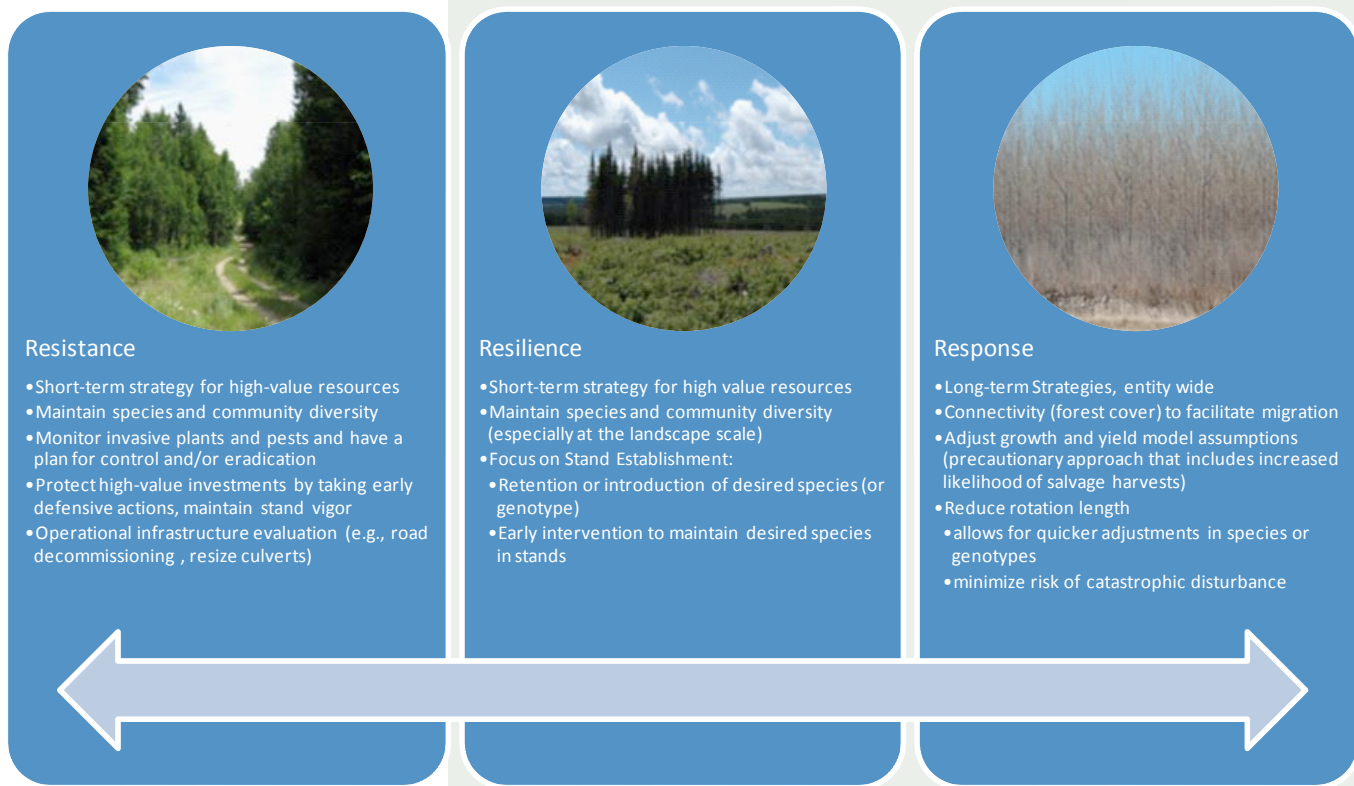 Resistance
•Short-term strategy for high-value resources
•Maintain species and community diversity
•Monitor invasive plants and pests and have a
plan for control and/or eradication
•Protect high-value investments by taking early
defensive actions, maintain stand vigor
•Operational infrastructure evaluation (e.g., road
decommissioning , resize culverts)
Resilience
•Short-term strategy for high value resources
•Maintain species and community diversity
(especially at the landscape scale)
•Focus on Stand Establishment:
•Retention or introduction of desired species (or
genotype)
•Early intervention to maintain desired species
in stands
Response
•Long-term Strategies, entity wide
•Connectivity (forest cover) to facilitate migration
•Adjust growth and yield model assumptions
(precautionary approach that includes increased
likelihood of salvage harvests)
•Reduce rotation length
•allows for quicker adjustments in species or
genotypes
•minimize risk of catastrophic disturbance